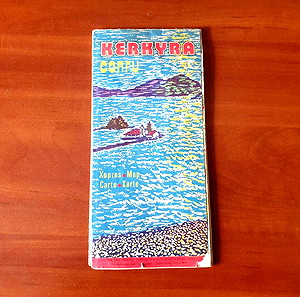 KERKYRA
CORFU
Χάρτης • Map
Carte • Karte